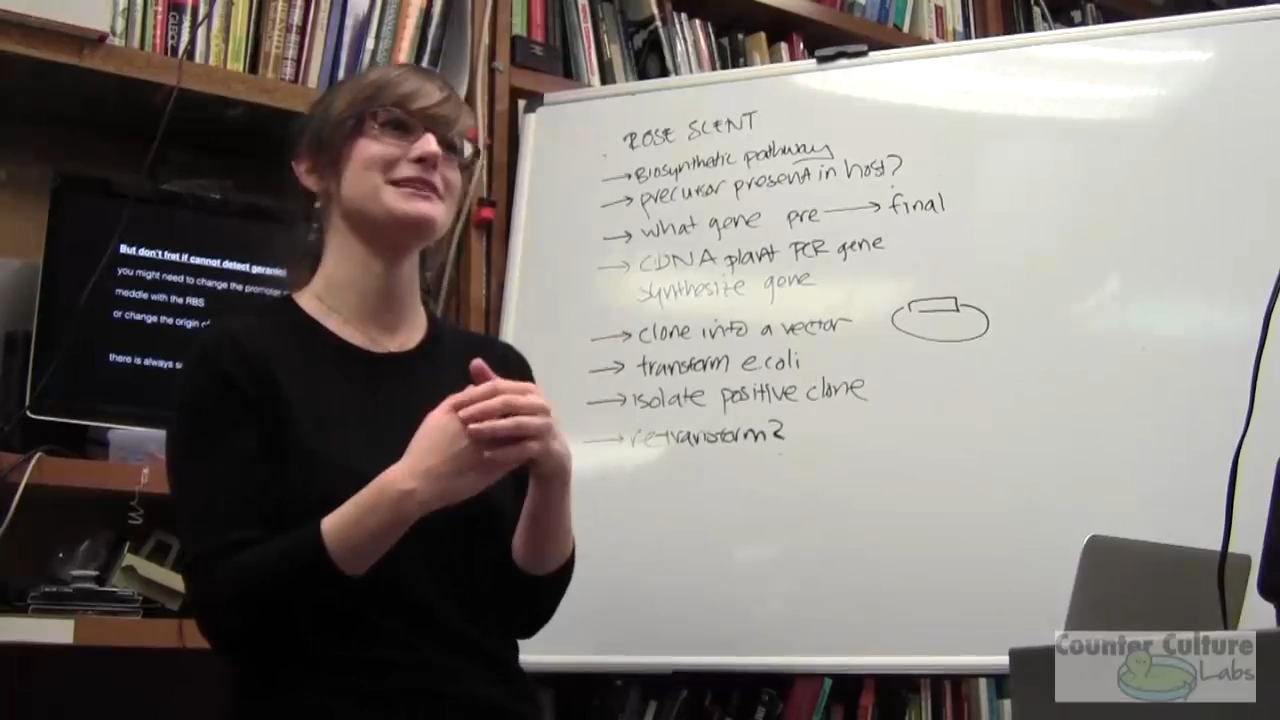 ROSE SCENT
→ Biosynthetic pathway
→ precursor present in host?
→ what gene pre → final
→ CDNA plant PCR gene
synthesize gene
→ clone into a vector
→ transform e.coli
→ isolate positive clone
→ retransform?
But don't fret if cannot detect geraniol
you might need to change the promoter
meddle with the RBS
or change the origin of
there is always
Counter Culture
Labs